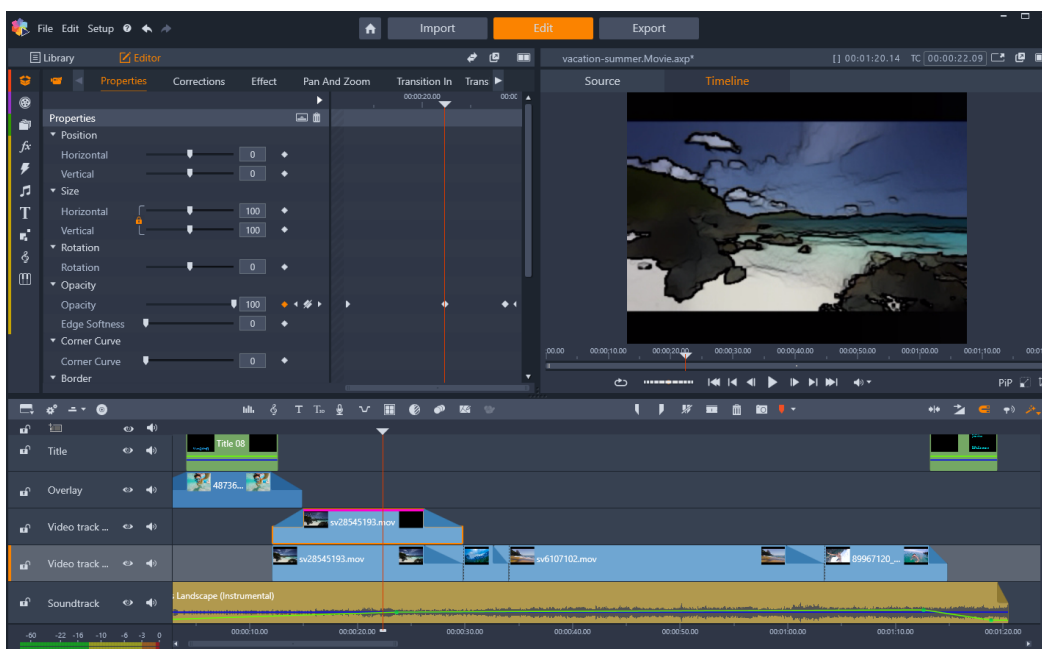 File Edit Setup
Import Edit Export
Library Editor
vacation-summer.Movie.axp* [] 00:01:20.14 TC 00:00:22.09
Properties Corrections Effect Pan And Zoom Transition In Trans
Source Timeline
00:00:20.00 00:00
Properties
Position
Horizontal 0
Vertical 0
Size
Horizontal 100
Vertical 100
Rotation
Rotation 0
Opacity
Opacity 100
Edge Softness 0
Corner Curve
Corner Curve 0
Border
00.00 00:00:10.00 00:00:20.00 00:00:30.00 00:00:40.00 00:00:50.00 00:01:00.00 00:01:10.00 00:01
PiP
Title Title 08
Overlay 48736...
Video track ... sv28545193.mov
Video track ... sv28545193.mov sv6107102.mov 89967120_...
Soundtrack Landscape (Instrumental)
-60 -22 -16 -10 -6 -3 0 00:00:10.00 00:00:20.00 00:00:30.00 00:00:40.00 00:00:50.00 00:01:00.00 00:01:10.00 00:01:20.00